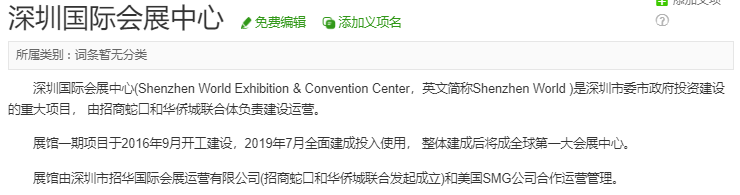 深圳国际会展中心 免费编辑 添加义项名
添加义项
?
所属类别：词条暂无分类
深圳国际会展中心(Shenzhen World Exhibition & Convention Center，英文简称Shenzhen World )是深圳市委市政府投资建设
的重大项目， 由招商蛇口和华侨城联合体负责建设运营。
展馆一期项目于2016年9月开工建设，2019年7月全面建成投入使用， 整体建成后将成全球第一大会展中心。
展馆由深圳市招华国际会展运营有限公司(招商蛇口和华侨城联合发起成立)和美国SMG公司合作运营管理。